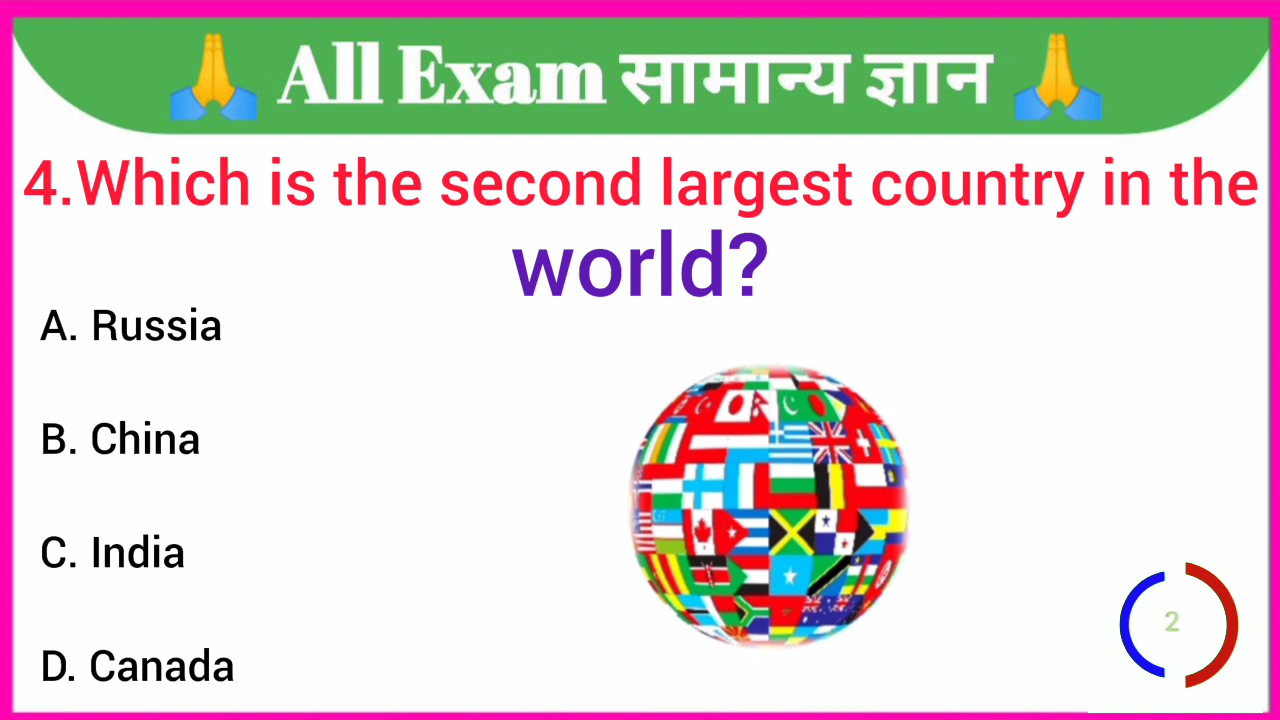 All Exam सामान्य ज्ञान
4.Which is the second largest country in the
world?
A. Russia
B. China
C. India
D. Canada
2